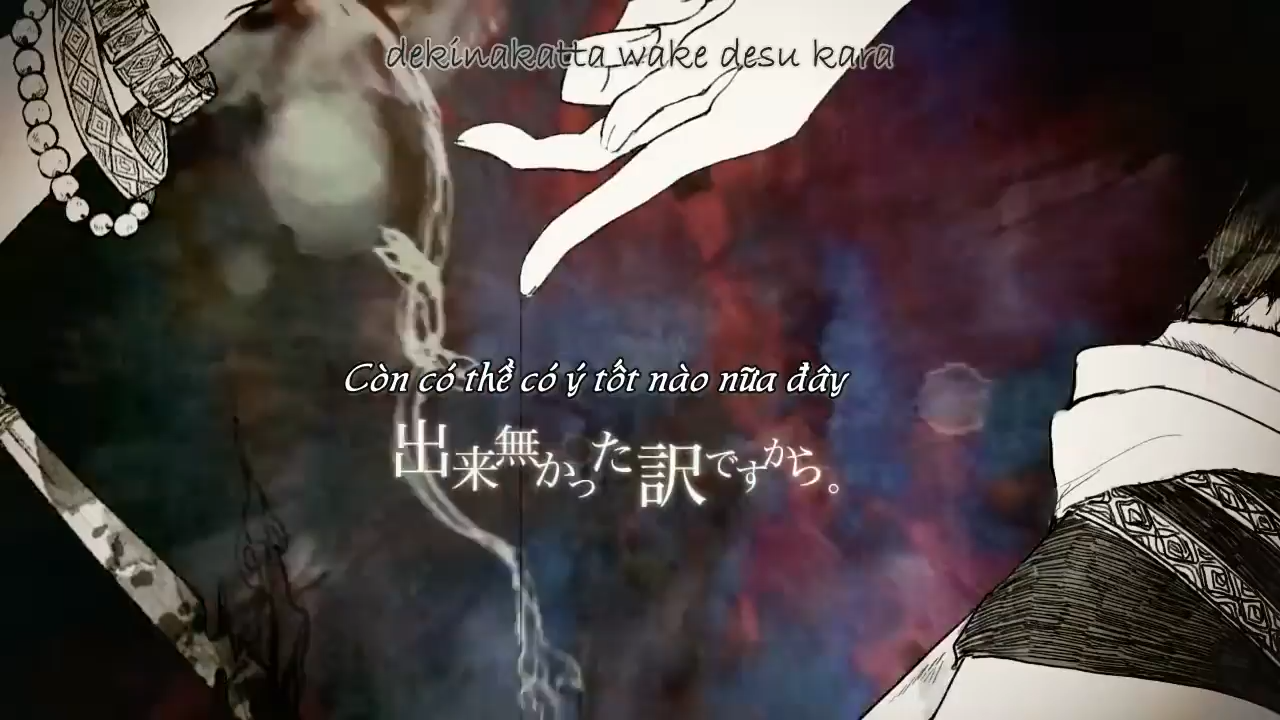 dekinakatta wake desu kara
Còn có thể có ý tốt nào nữa đây
出来無かった訳ですから。